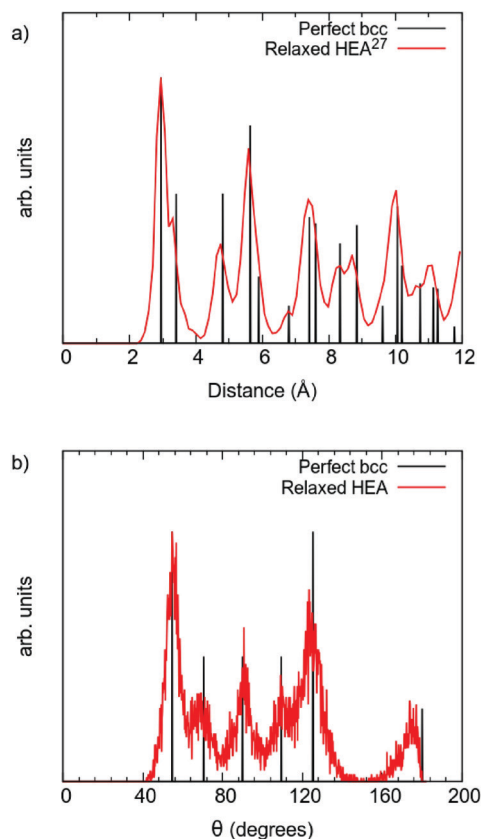 a)
Perfect bcc
Relaxed HEA27
arb. units
0 2 4 6 8 10 12
Distance (Å)
b)
Perfect bcc
Relaxed HEA
arb. units
0 40 80 120 160 200
θ (degrees)